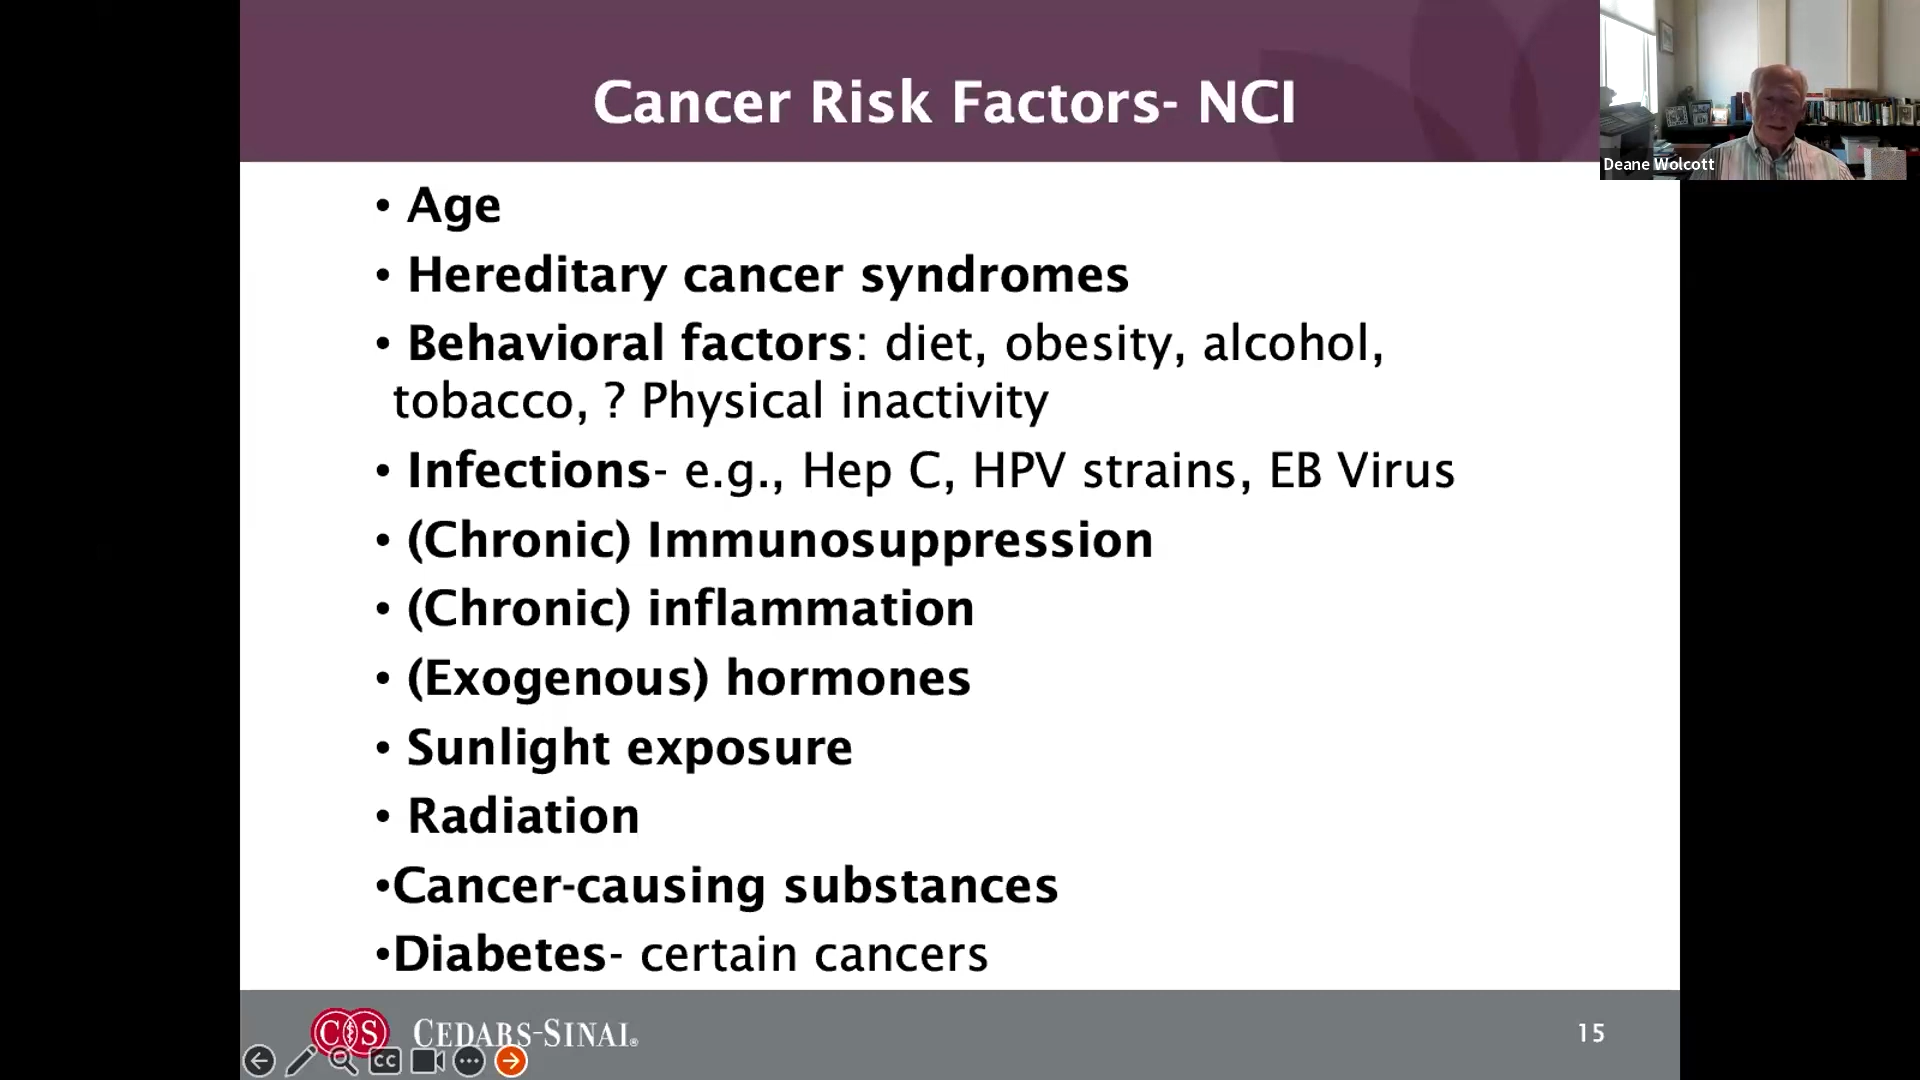 Cancer Risk Factors- NCI
Deane Wolcott
• Age
• Hereditary cancer syndromes
• Behavioral factors: diet, obesity, alcohol,
tobacco, ? Physical inactivity
• Infections- e.g., Hep C, HPV strains, EB Virus
• (Chronic) Immunosuppression
• (Chronic) inflammation
• (Exogenous) hormones
• Sunlight exposure
• Radiation
•Cancer-causing substances
•Diabetes- certain cancers
CS CEDARS-SINAI®
15
CC